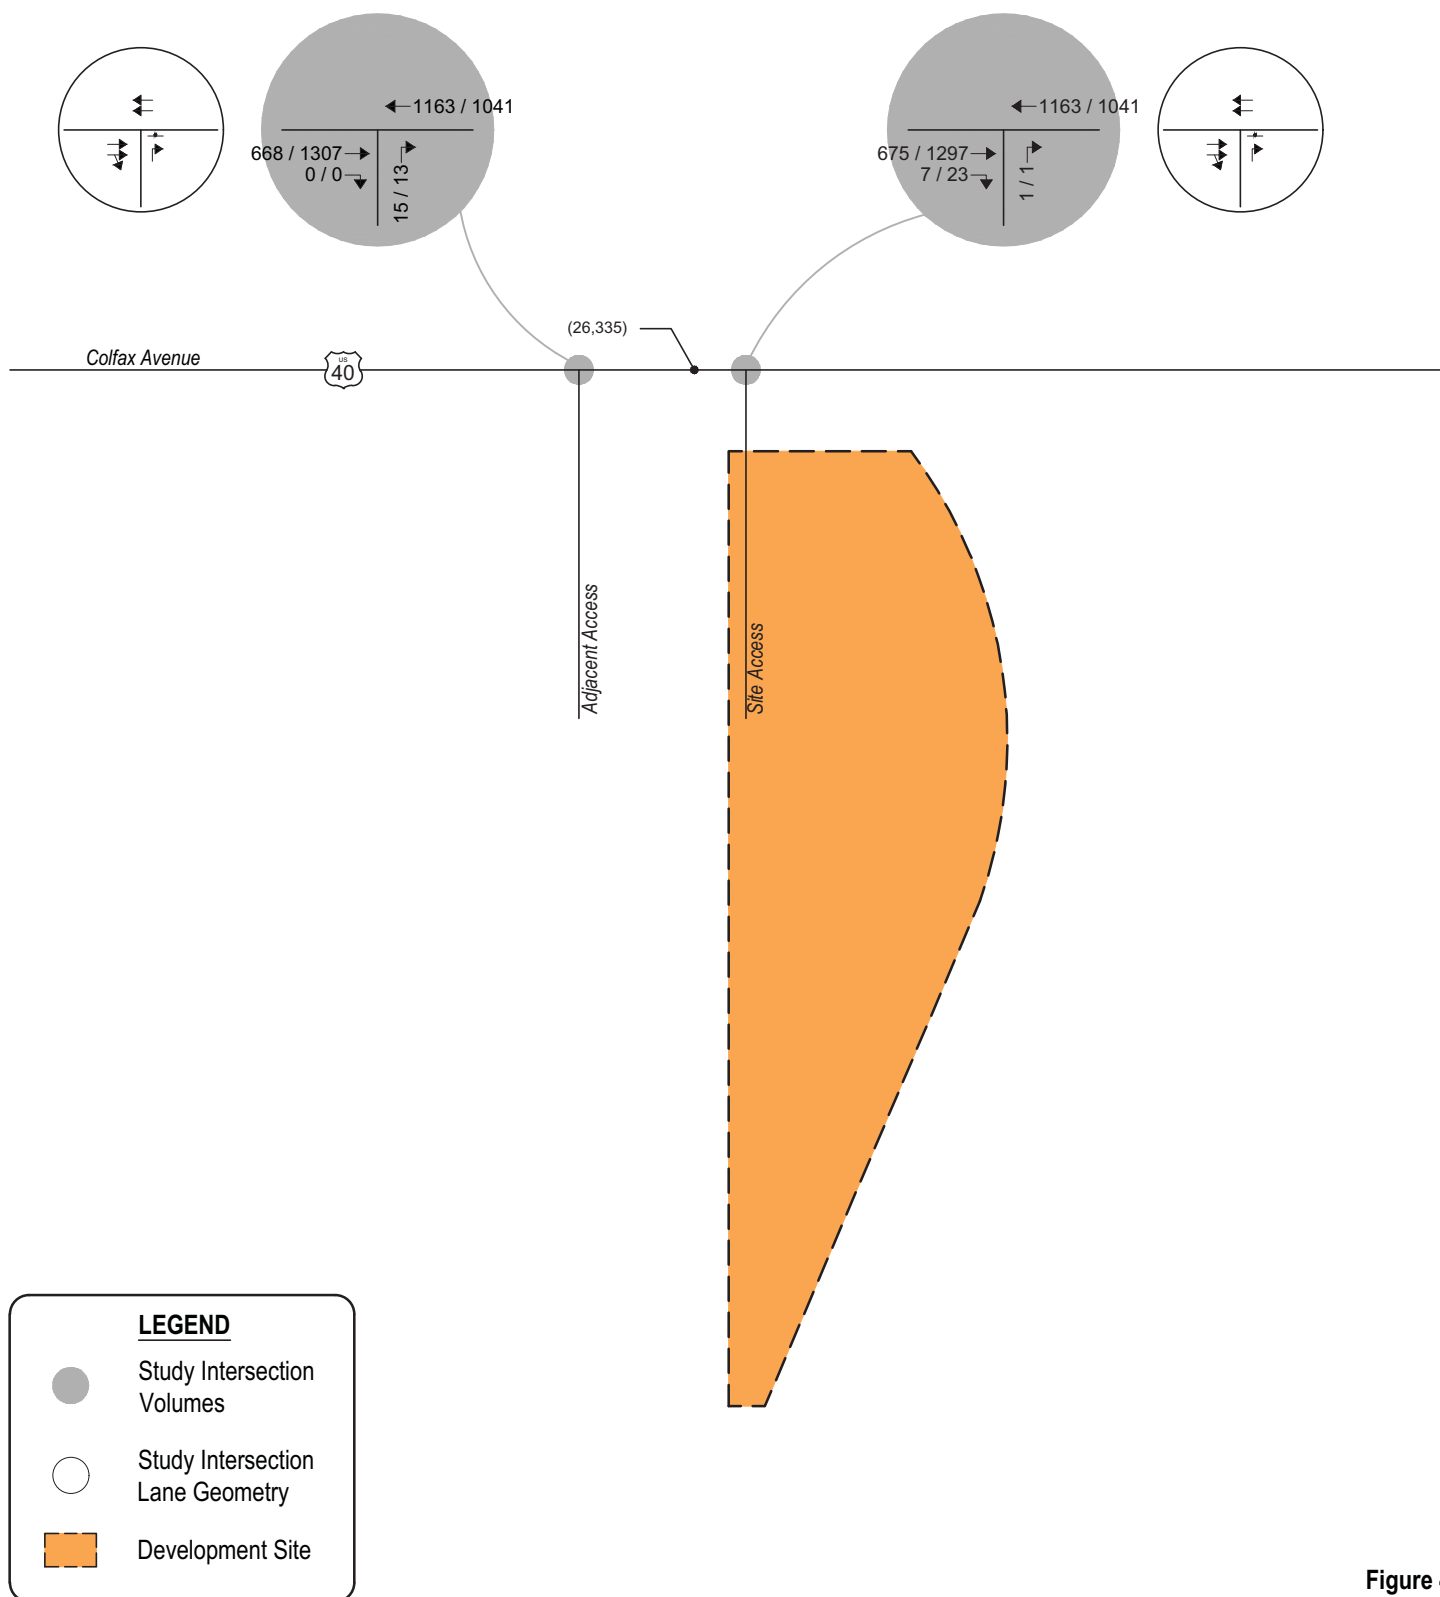 1163 / 1041
668 / 1307
0 / 0
15 / 13
1163 / 1041
675 / 1297
7 / 23
1 / 1
(26,335)
Colfax Avenue
US
40
Adjacent Access
Site Access
LEGEND
Study Intersection
Volumes
Study Intersection
Lane Geometry
Development Site
Figure